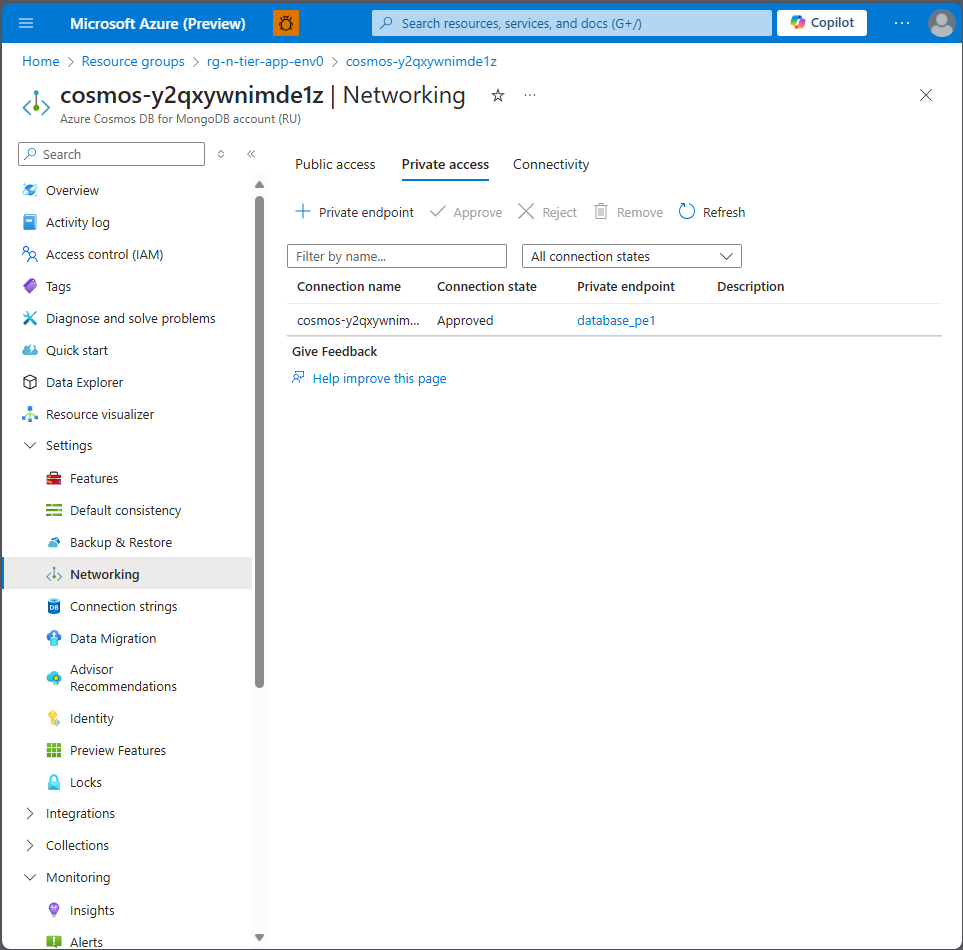 Microsoft Azure (Preview)
Search resources, services, and docs (G+/)
Copilot
Home > Resource groups > rg-n-tier-app-env0 > cosmos-y2qxywnimde1z
cosmos-y2qxywnimde1z | Networking
Azure Cosmos DB for MongoDB account (RU)
Search
Overview
Activity log
Access control (IAM)
Tags
Diagnose and solve problems
Quick start
Data Explorer
Resource visualizer
Settings
Features
Default consistency
Backup & Restore
Networking
Connection strings
Data Migration
Advisor
Recommendations
Identity
Preview Features
Locks
Integrations
Collections
Monitoring
Insights
Alerts
Public access Private access Connectivity
Private endpoint Approve Reject Remove Refresh
Filter by name... All connection states
Connection name Connection state Private endpoint Description
cosmos-y2qxywnim... Approved database_pe1
Give Feedback
Help improve this page